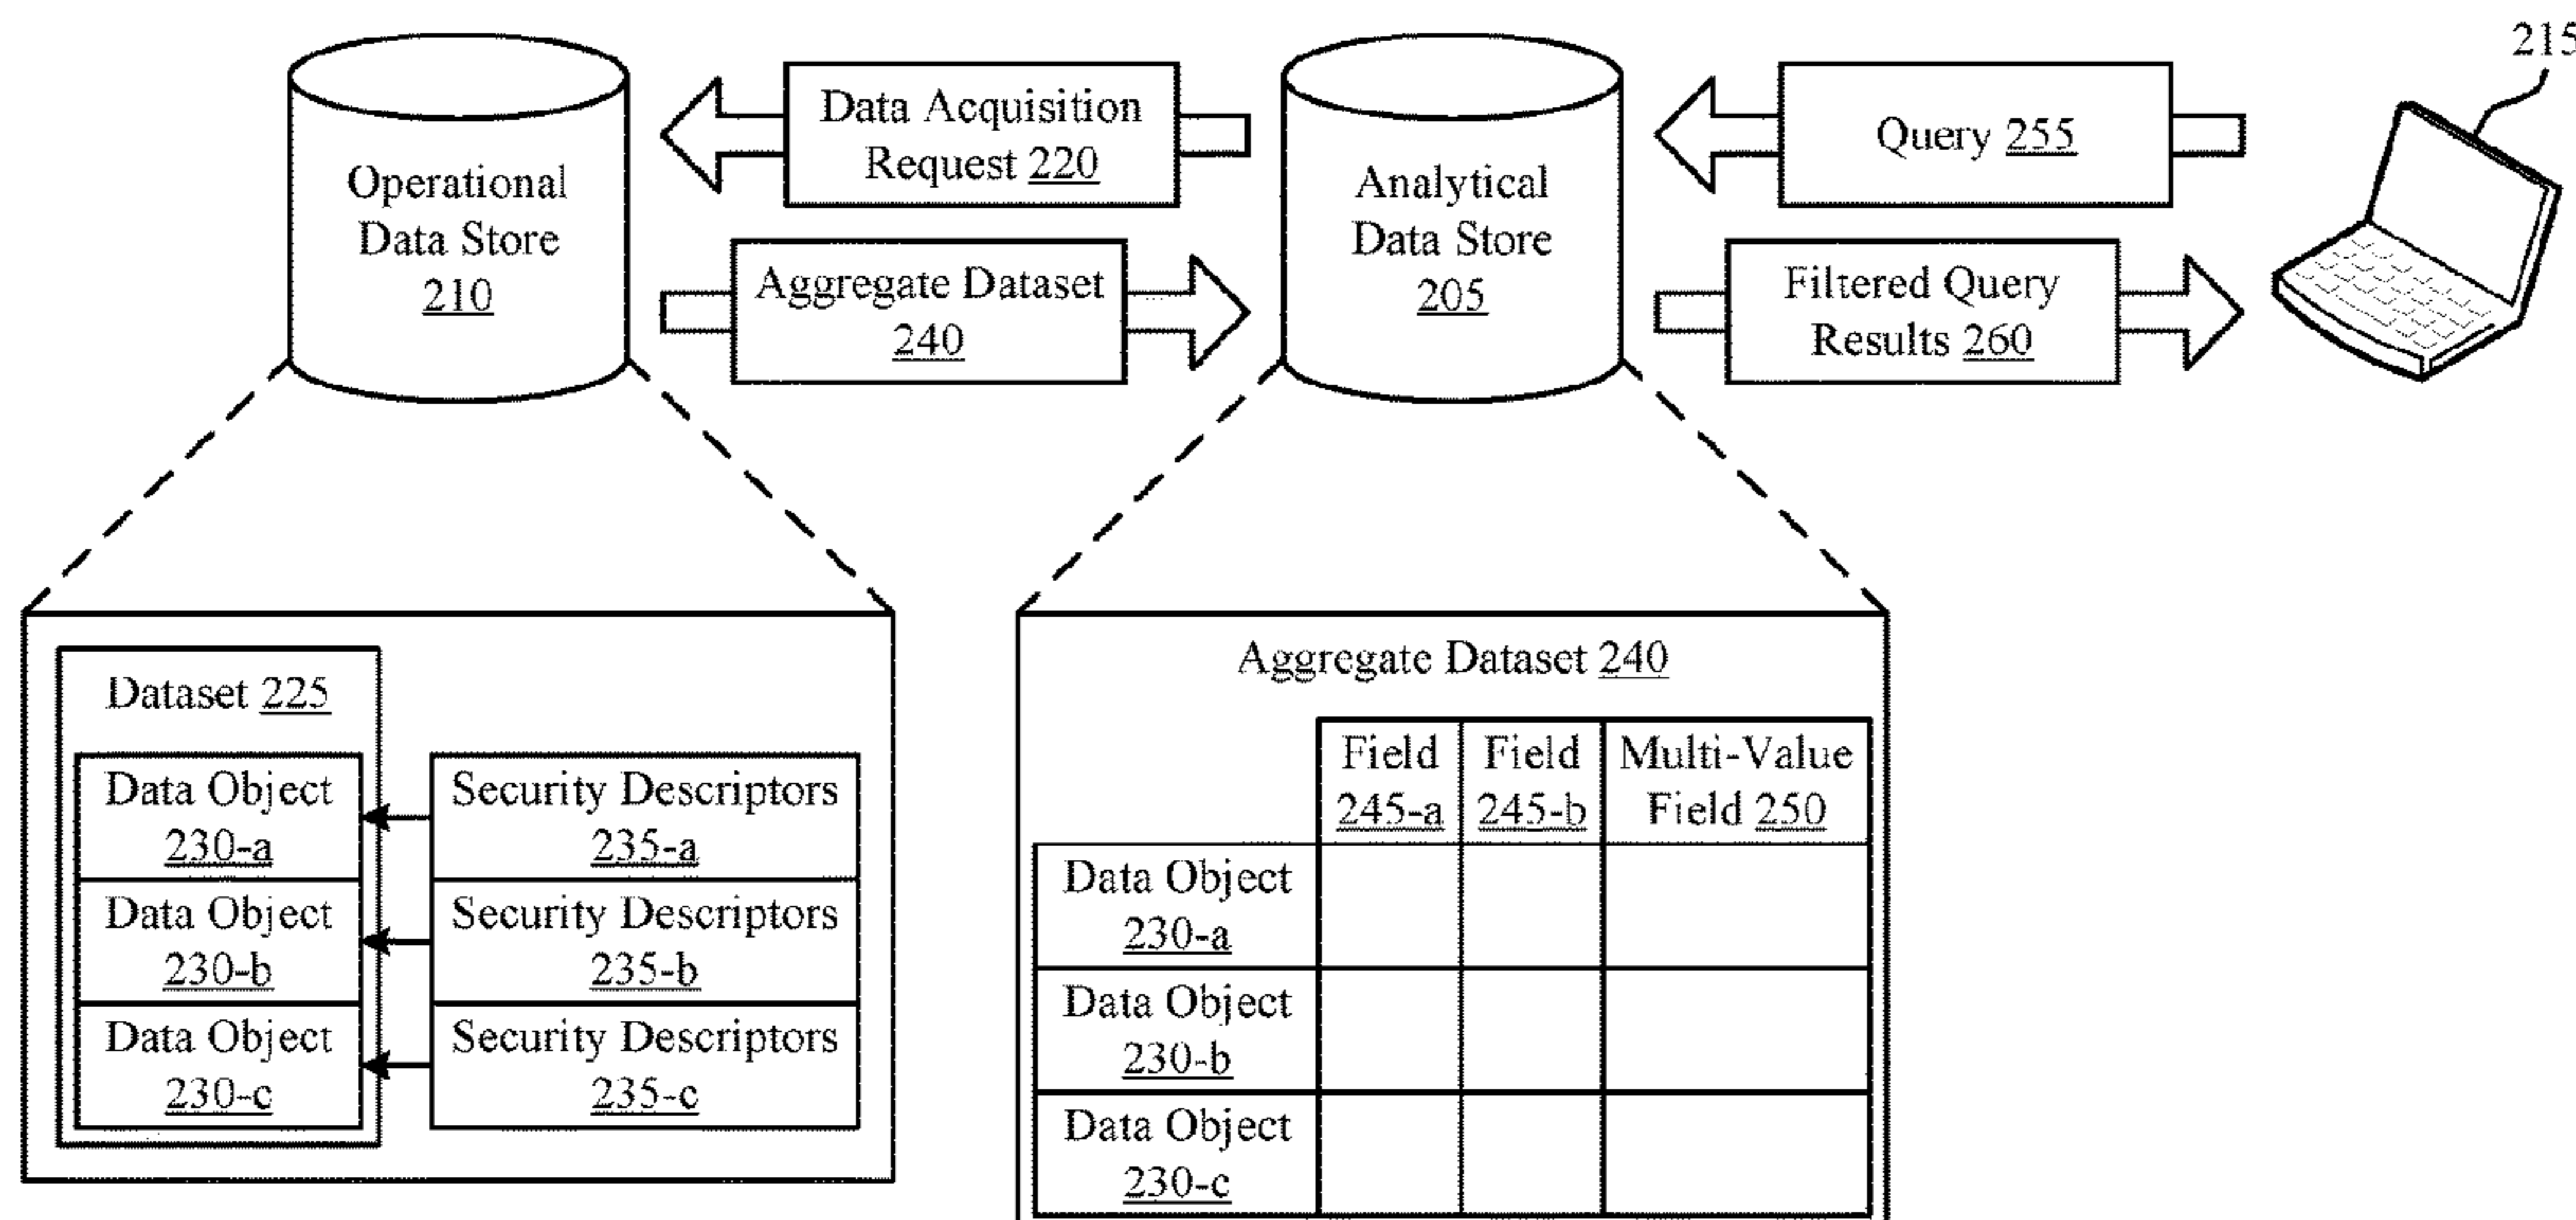 215
Data Acquisition
Request 220
Query 255
Operational
Data Store
210
Analytical
Data Store
205
Aggregate Dataset
240
Filtered Query
Results 260
Dataset 225
Data Object
230-a
Security Descriptors
235-a
Data Object
230-b
Security Descriptors
235-b
Data Object
230-c
Security Descriptors
235-c
Aggregate Dataset 240
Field
245-a
Field
245-b
Multi-Value
Field 250
Data Object
230-a
Data Object
230-b
Data Object
230-c